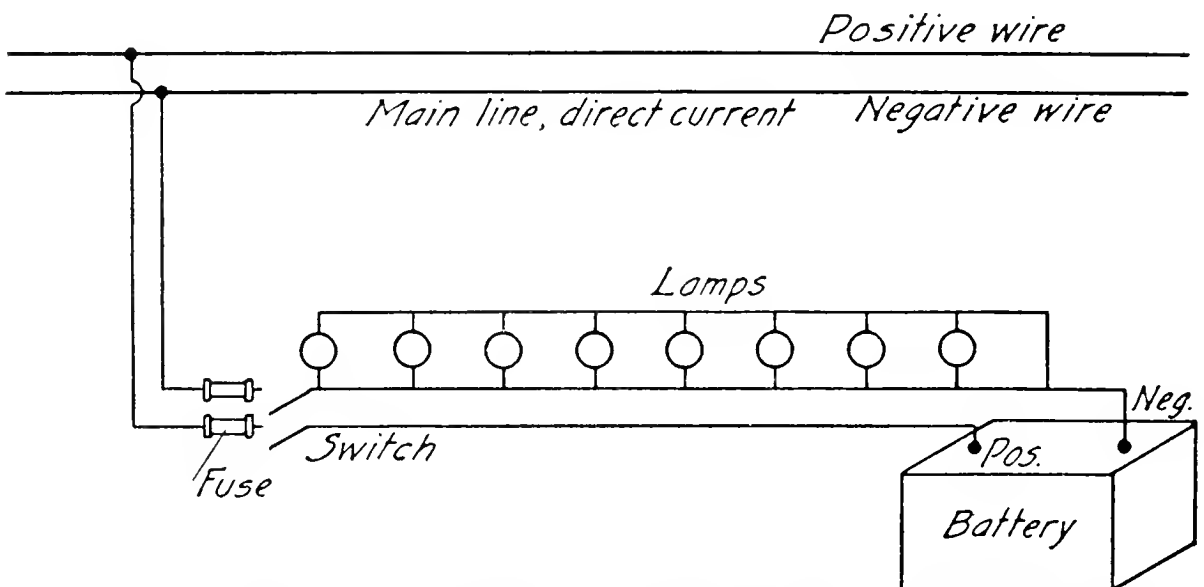 Positive wire
Main line, direct current
Negative wire
Lamps
Neg.
Pos.
Switch
Fuse
Battery